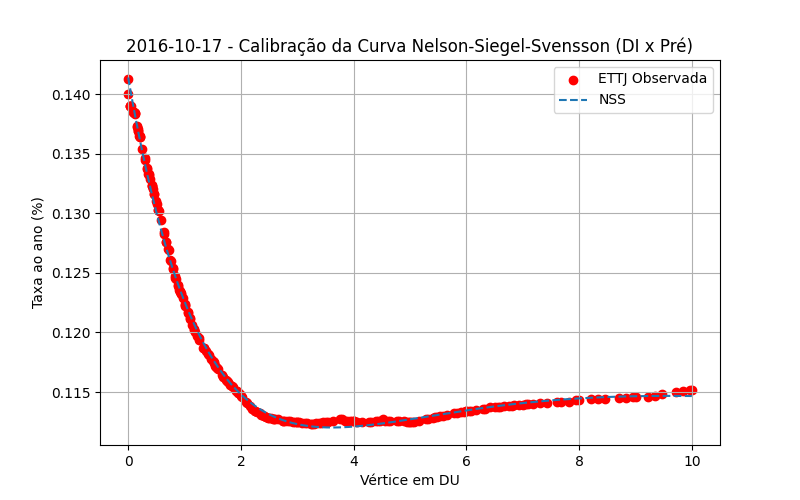 2016-10-17 - Calibração da Curva Nelson-Siegel-Svensson (DI x Pré)
ETTJ Observada
NSS
Taxa ao ano (%)
0.140
0.135
0.130
0.125
0.120
0.115
0 2 4 6 8 10
Vértice em DU